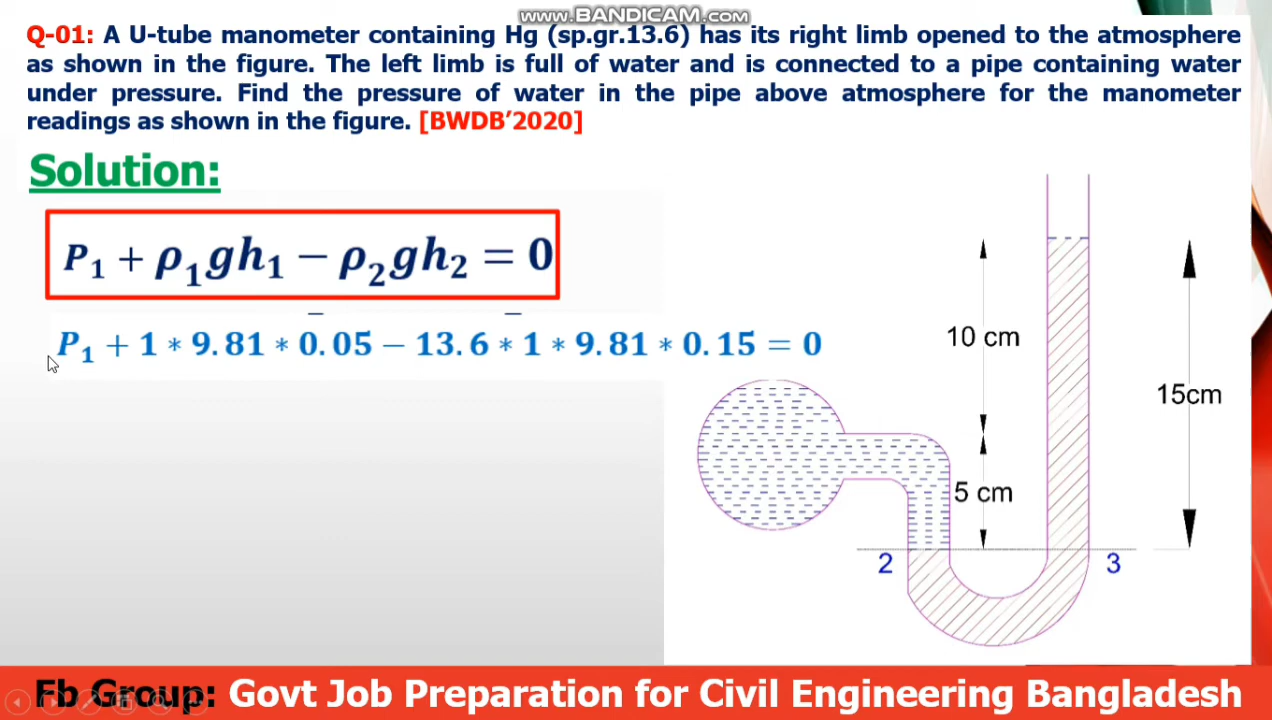 www.BANDICAM.com
Q-01: A U-tube manometer containing Hg (sp.gr.13.6) has its right limb opened to the atmosphere
as shown in the figure. The left limb is full of water and is connected to a pipe containing water
under pressure. Find the pressure of water in the pipe above atmosphere for the manometer
readings as shown in the figure. [BWDB’2020]
Solution:
P₁ + ρ₁gh₁ − ρ₂gh₂ = 0
P₁ + 1 * 9.81 * 0.05 − 13.6 * 1 * 9.81 * 0.15 = 0
10 cm
15cm
5 cm
2
3
Fb Group: Govt Job Preparation for Civil Engineering Bangladesh